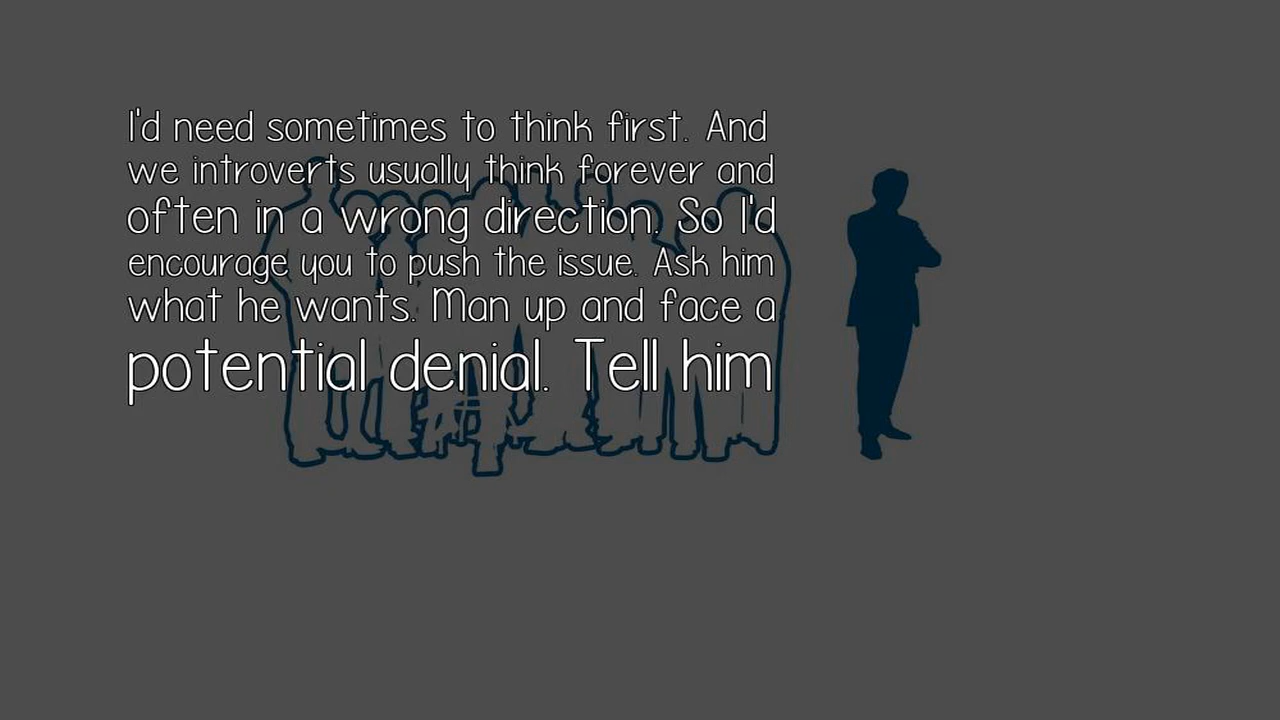 I'd need sometimes to think first. And
we introverts usually think forever and
often in a wrong direction. So I'd
encourage you to push the issue. Ask him
what he wants. Man up and face a
potential denial. Tell him